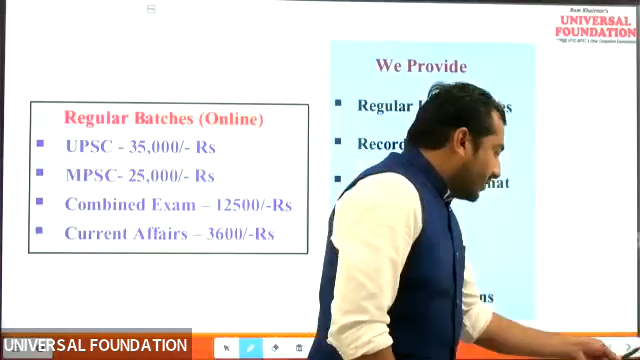 Ram Khairnar's
UNIVERSAL
FOUNDATION
We Provide
Regular
Record
Regular Batches (Online)
UPSC - 35,000/- Rs
MPSC- 25,000/- Rs
Combined Exam – 12500/-Rs
Current Affairs – 3600/-Rs
UNIVERSAL FOUNDATION